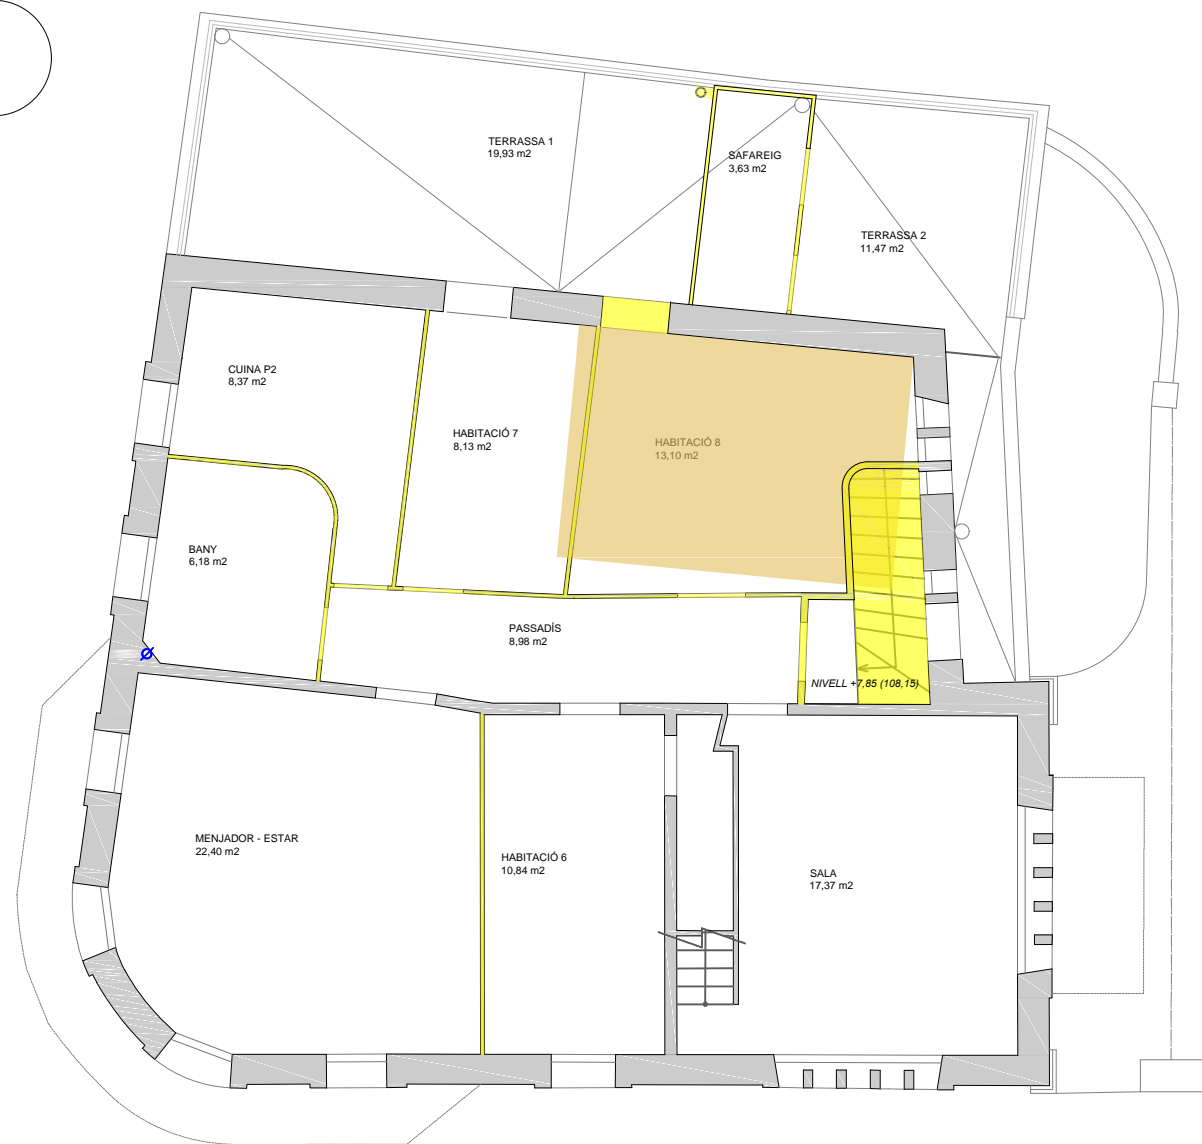 TERRASSA 1
19,93 m2
SAFAREIG
3,63 m2
TERRASSA 2
11,47 m2
CUINA P2
8,37 m2
HABITACIÓ 7
8,13 m2
HABITACIÓ 8
13,10 m2
BANY
6,18 m2
PASSADÍS
8,98 m2
NIVELL +7,85 (108,15)
MENJADOR - ESTAR
22,40 m2
HABITACIÓ 6
10,84 m2
SALA
17,37 m2